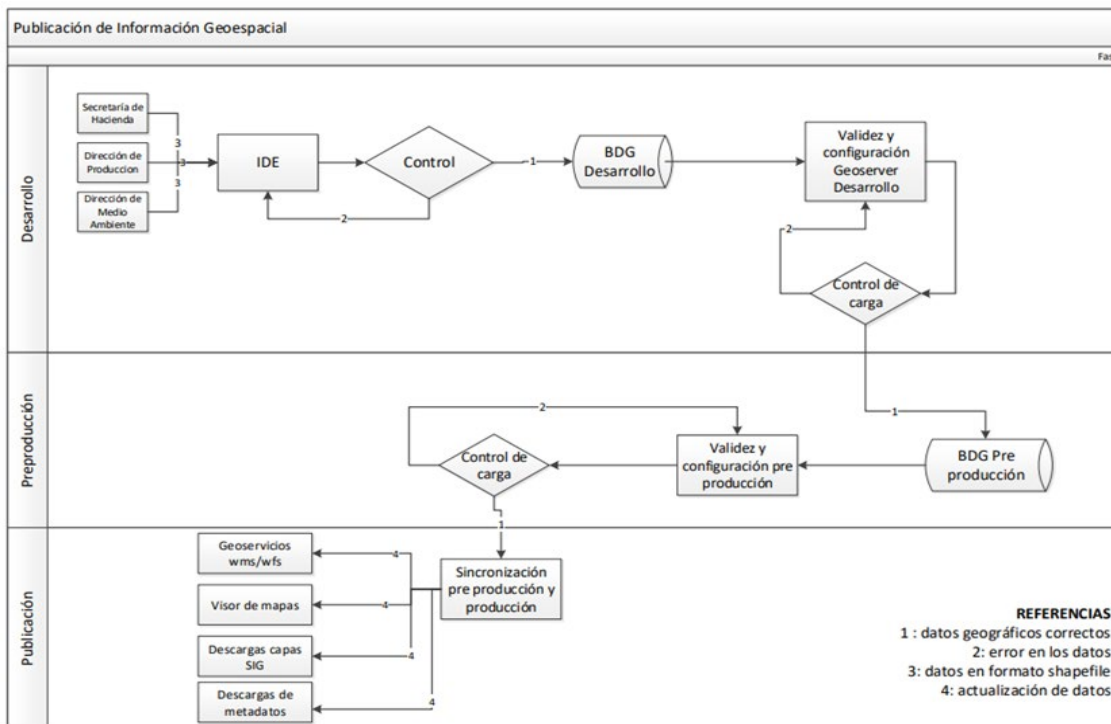 Publicación de Información Geoespacial
Fas
Desarrollo
Secretaría de
Hacienda
Dirección de
Produccion
Dirección de
Medio
Ambiente
3
3
3
IDE
Control
1
2
BDG
Desarrollo
Validez y
configuración
Geoserver
Desarrollo
2
Control de
carga
1
Preproducción
2
Control de
carga
Validez y
configuración pre
producción
BDG Pre
producción
1
Publicación
Geoservicios
wms/wfs
Visor de mapas
Descargas capas
SIG
Descargas de
metadatos
4
4
4
4
Sincronización
pre producción y
producción
REFERENCIAS
1 : datos geográficos correctos
2: error en los datos
3: datos en formato shapefile
4: actualización de datos